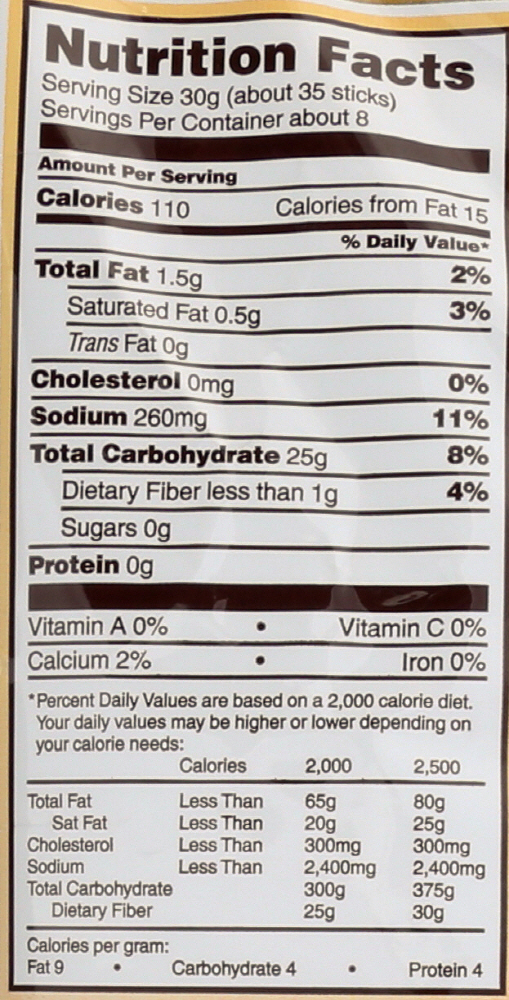 Nutrition Facts
Serving Size 30g (about 35 sticks)
Servings Per Container about 8
Amount Per Serving
Calories 110 Calories from Fat 15
% Daily Value*
Total Fat 1.5g 2%
Saturated Fat 0.5g 3%
Trans Fat 0g
Cholesterol 0mg 0%
Sodium 260mg 11%
Total Carbohydrate 25g 8%
Dietary Fiber less than 1g 4%
Sugars 0g
Protein 0g
Vitamin A 0% • Vitamin C 0%
Calcium 2% • Iron 0%
*Percent Daily Values are based on a 2,000 calorie diet.
Your daily values may be higher or lower depending on
your calorie needs:
Calories 2,000 2,500
Total Fat Less Than 65g 80g
Sat Fat Less Than 20g 25g
Cholesterol Less Than 300mg 300mg
Sodium Less Than 2,400mg 2,400mg
Total Carbohydrate 300g 375g
Dietary Fiber 25g 30g
Calories per gram:
Fat 9 • Carbohydrate 4 • Protein 4